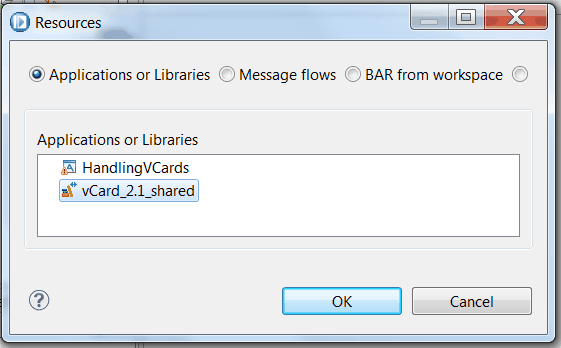 Resources
Applications or Libraries Message flows BAR from workspace
Applications or Libraries
HandlingVCards
vCard_2.1_shared
? OK Cancel